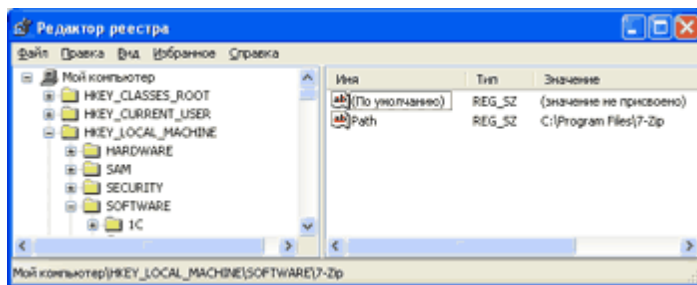 Редактор реестра
Файл Правка Вид Избранное Справка
Мой компьютер
HKEY_CLASSES_ROOT
HKEY_CURRENT_USER
HKEY_LOCAL_MACHINE
HARDWARE
SAM
SECURITY
SOFTWARE
1C
Имя Тип Значение
(По умолчанию) REG_SZ (значение не присвоено)
Path REG_SZ C:\Program Files\7-Zip
Мой компьютер\HKEY_LOCAL_MACHINE\SOFTWARE\7-Zip